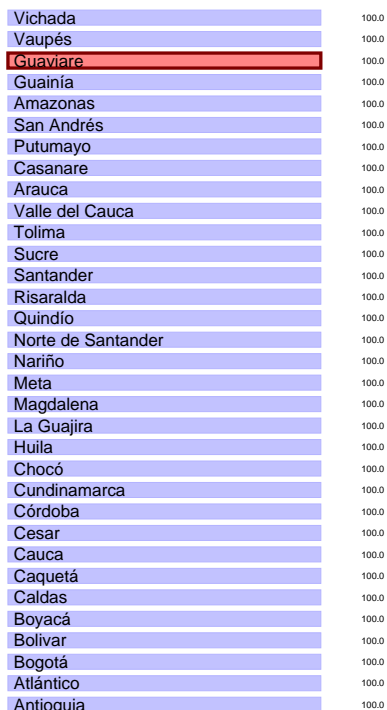 Vichada 100.0
Vaupés 100.0
Guaviare 100.0
Guainía 100.0
Amazonas 100.0
San Andrés 100.0
Putumayo 100.0
Casanare 100.0
Arauca 100.0
Valle del Cauca 100.0
Tolima 100.0
Sucre 100.0
Santander 100.0
Risaralda 100.0
Quindío 100.0
Norte de Santander 100.0
Nariño 100.0
Meta 100.0
Magdalena 100.0
La Guajira 100.0
Huila 100.0
Chocó 100.0
Cundinamarca 100.0
Córdoba 100.0
Cesar 100.0
Cauca 100.0
Caquetá 100.0
Caldas 100.0
Boyacá 100.0
Bolivar 100.0
Bogotá 100.0
Atlántico 100.0
Antioquia 100.0